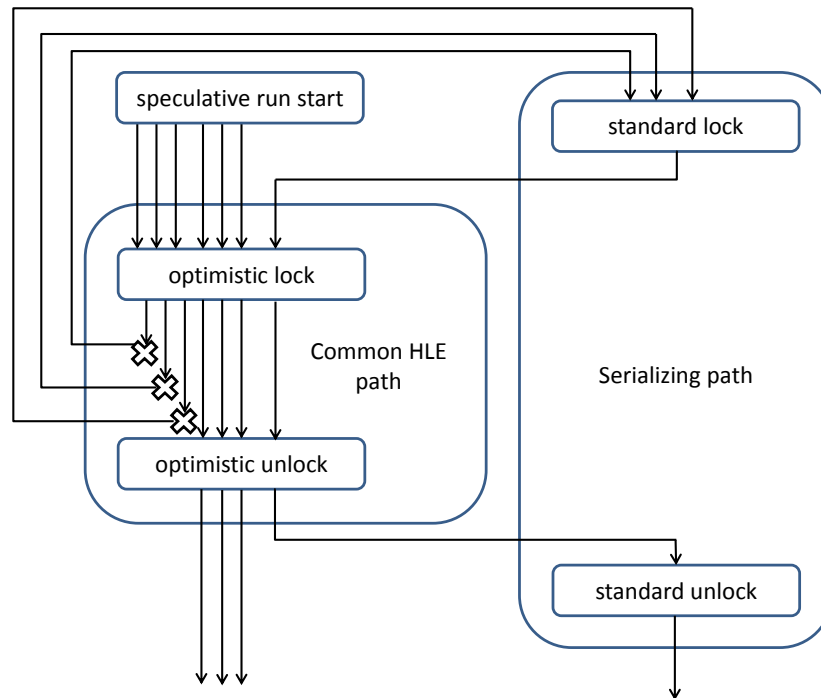 speculative run start
standard lock
optimistic lock
Common HLE
path
Serializing path
optimistic unlock
standard unlock